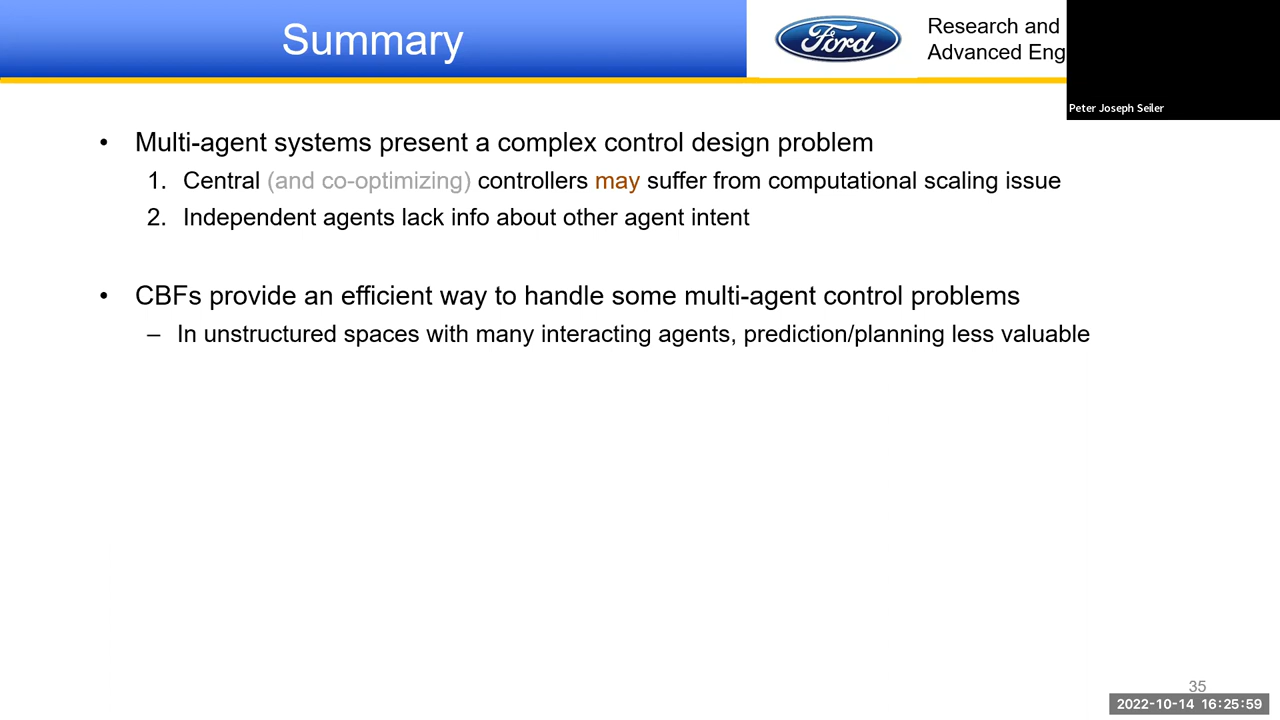 Summary
Ford
Research and
Advanced Eng
Peter Joseph Seiler
• Multi-agent systems present a complex control design problem
1. Central (and co-optimizing) controllers may suffer from computational scaling issue
2. Independent agents lack info about other agent intent
• CBFs provide an efficient way to handle some multi-agent control problems
– In unstructured spaces with many interacting agents, prediction/planning less valuable
35
2022-10-14 16:25:59